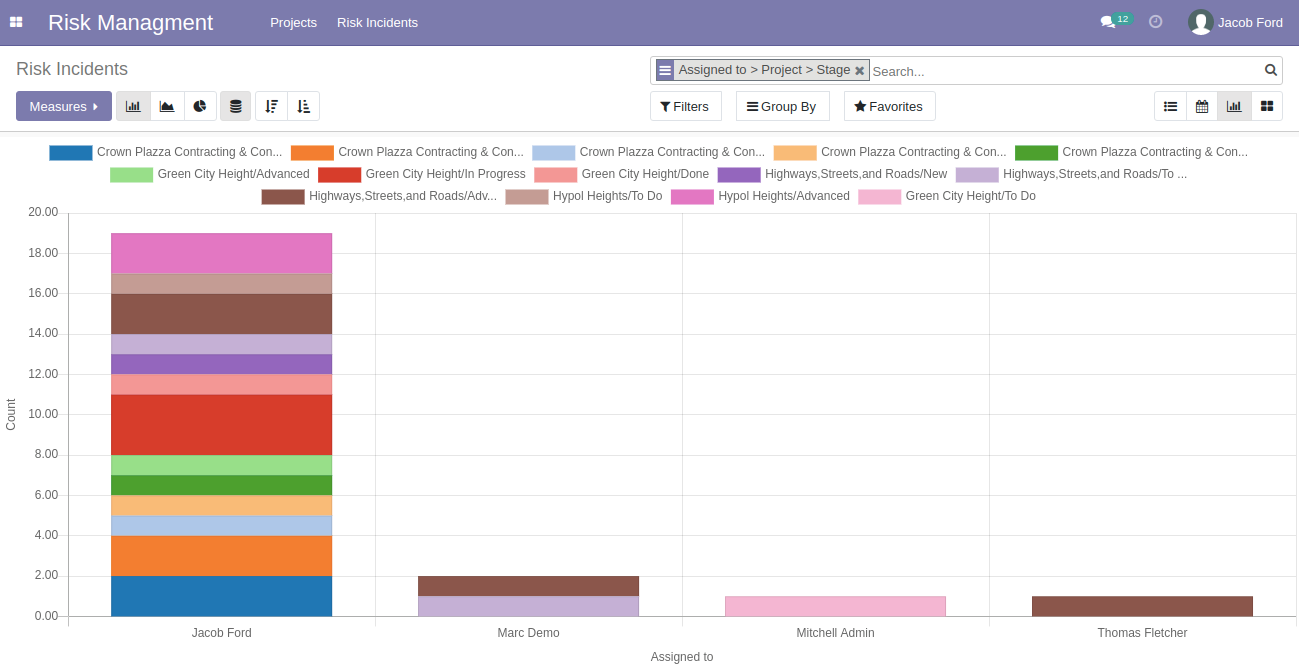 Risk Managment Projects Risk Incidents 12 Jacob Ford
Risk Incidents Assigned to > Project > Stage Search...
Measures Filters Group By Favorites
Crown Plazza Contracting & Con... Crown Plazza Contracting & Con... Crown Plazza Contracting & Con... Crown Plazza Contracting & Con... Crown Plazza Contracting & Con...
Green City Height/Advanced Green City Height/In Progress Green City Height/Done Highways,Streets,and Roads/New Highways,Streets,and Roads/To ...
Highways,Streets,and Roads/Adv... Hypol Heights/To Do Hypol Heights/Advanced Green City Height/To Do
20.00
18.00
16.00
14.00
12.00
10.00
8.00
6.00
4.00
2.00
0.00
Count
Jacob Ford Marc Demo Mitchell Admin Thomas Fletcher
Assigned to